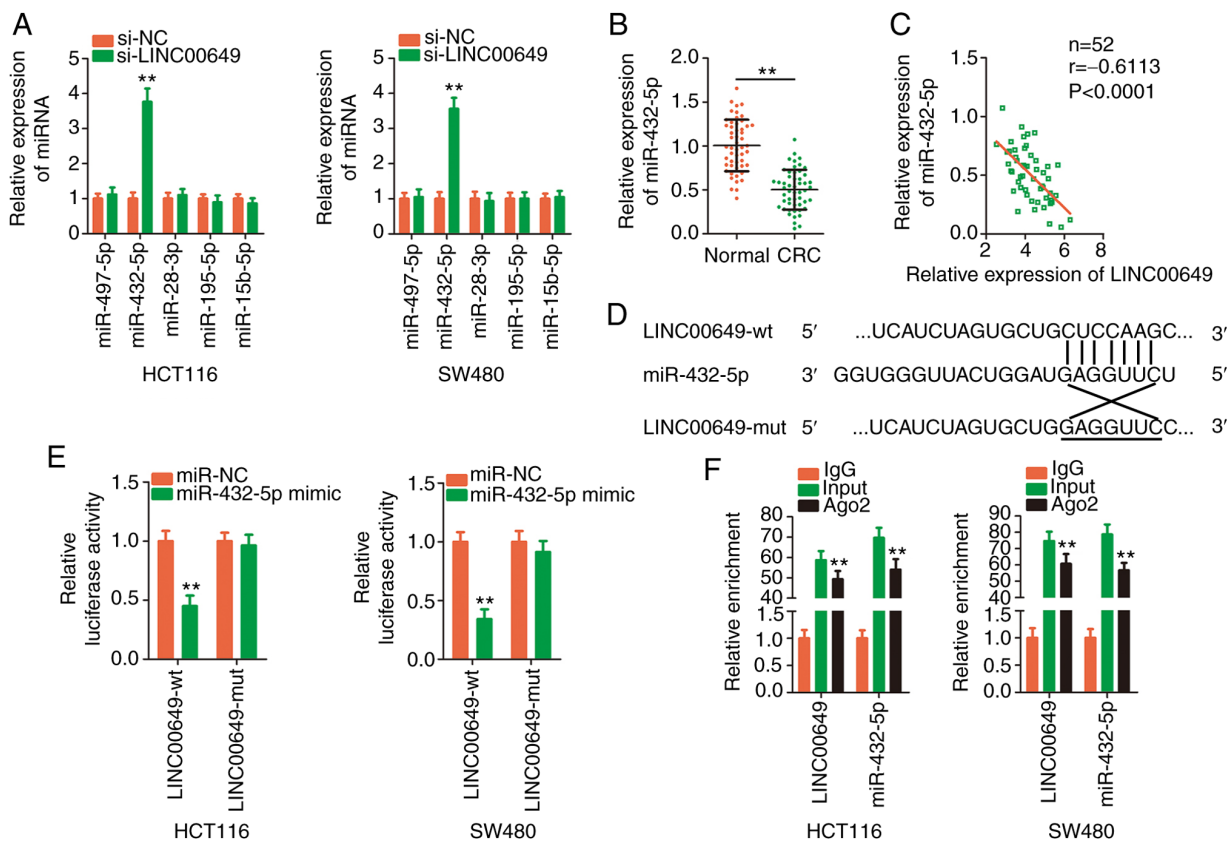 A
si-NC
si-LINC00649
Relative expression
of miRNA
5
4
3
2
1
0
**
miR-497-5p
miR-432-5p
miR-28-3p
miR-195-5p
miR-15b-5p
HCT116
si-NC
si-LINC00649
Relative expression
of miRNA
5
4
3
2
1
0
**
miR-497-5p
miR-432-5p
miR-28-3p
miR-195-5p
miR-15b-5p
SW480
B
Relative expression
of miR-432-5p
2.0
1.5
1.0
0.5
0.0
**
Normal CRC
C
n=52
r=−0.6113
P<0.0001
Relative expression
of miR-432-5p
1.5
1.0
0.5
0.0
2 4 6 8
Relative expression of LINC00649
D
LINC00649-wt 5′ ...UCAUCUAGUGCUGCUCCAAGC... 3′
miR-432-5p 3′ GGUGGGUUACUGGAUGAGGUUCU 5′
LINC00649-mut 5′ ...UCAUCUAGUGCUGGAGGUUCC... 3′
E
miR-NC
miR-432-5p mimic
Relative
luciferase activity
1.5
1.0
0.5
0.0
**
LINC00649-wt
LINC00649-mut
HCT116
miR-NC
miR-432-5p mimic
Relative
luciferase activity
1.5
1.0
0.5
0.0
**
LINC00649-wt
LINC00649-mut
SW480
F
IgG
Input
Ago2
Relative enrichment
80
70
60
50
40
1.5
1.0
0.5
0.0
**
**
LINC00649
miR-432-5p
HCT116
IgG
Input
Ago2
Relative enrichment
90
80
70
60
50
40
1.5
1.0
0.5
0.0
**
**
LINC00649
miR-432-5p
SW480